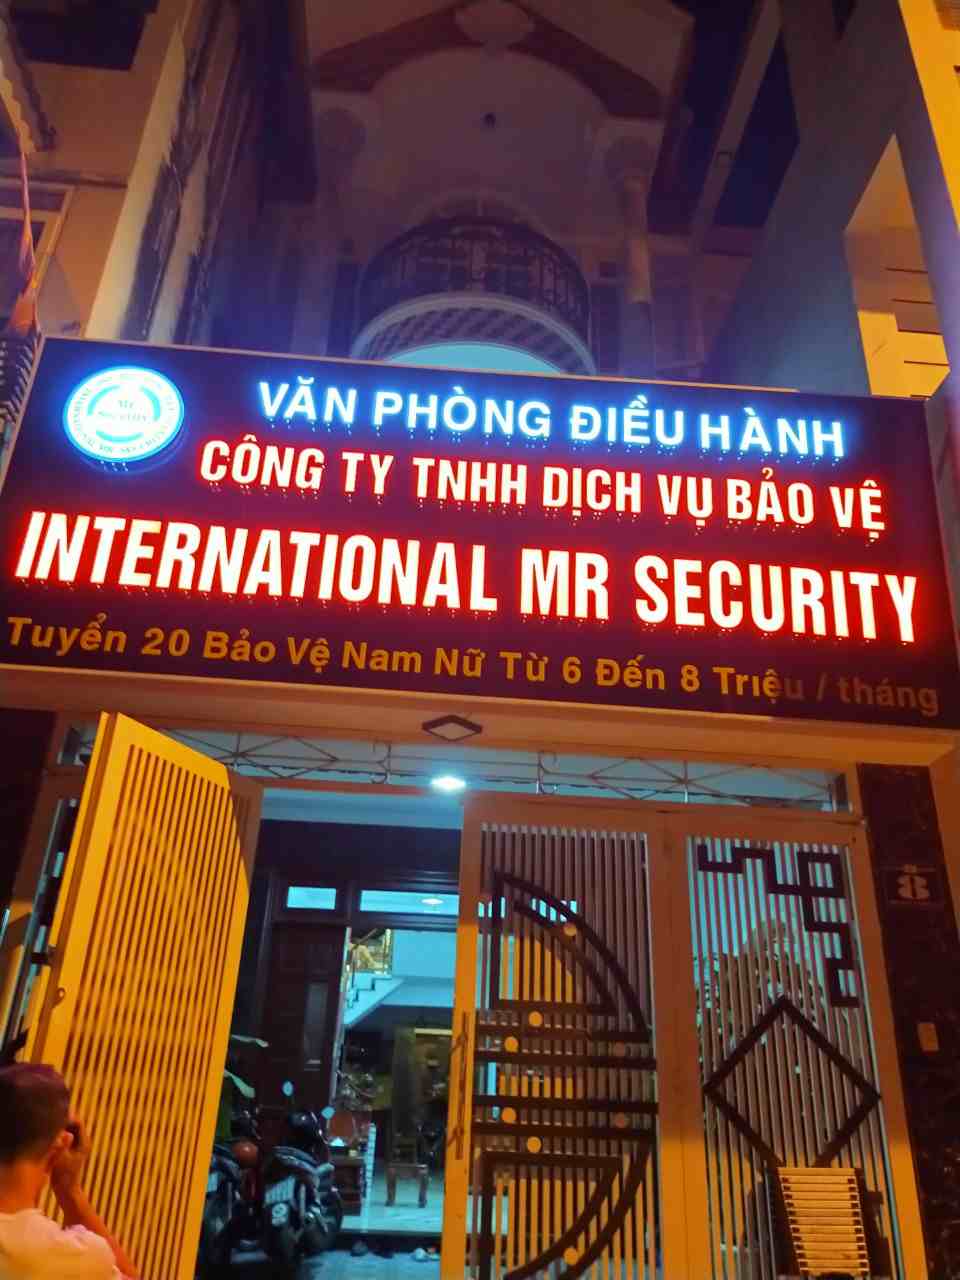 VĂN PHÒNG ĐIỀU HÀNH
CÔNG TY TNHH DỊCH VỤ BẢO VỆ
INTERNATIONAL MR SECURITY
Tuyển 20 Bảo Vệ Nam Nữ Từ 6 Đến 8 Triệu / tháng
8